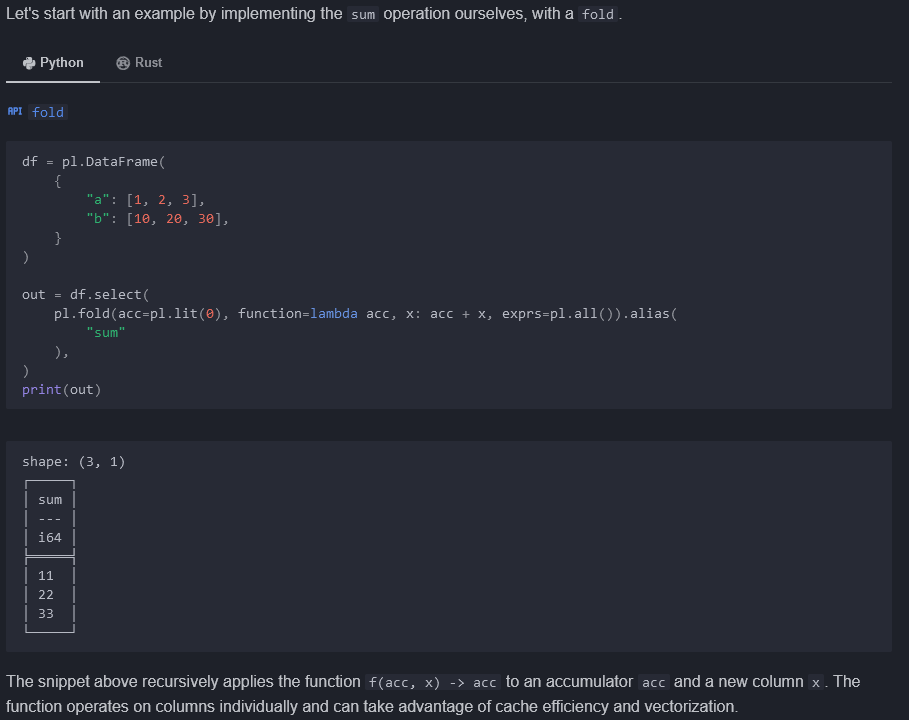 Let's start with an example by implementing the sum operation ourselves, with a fold.
Python Rust
API fold
df = pl.DataFrame(
    {
        "a": [1, 2, 3],
        "b": [10, 20, 30],
    }
)
out = df.select(
    pl.fold(acc=pl.lit(0), function=lambda acc, x: acc + x, exprs=pl.all()).alias(
        "sum"
    ),
)
print(out)
shape: (3, 1)
┌─────┐
│ sum │
│ --- │
│ i64 │
╞═════╡
│ 11  │
│ 22  │
│ 33  │
└─────┘
The snippet above recursively applies the function f(acc, x) -> acc to an accumulator acc and a new column x. The
function operates on columns individually and can take advantage of cache efficiency and vectorization.